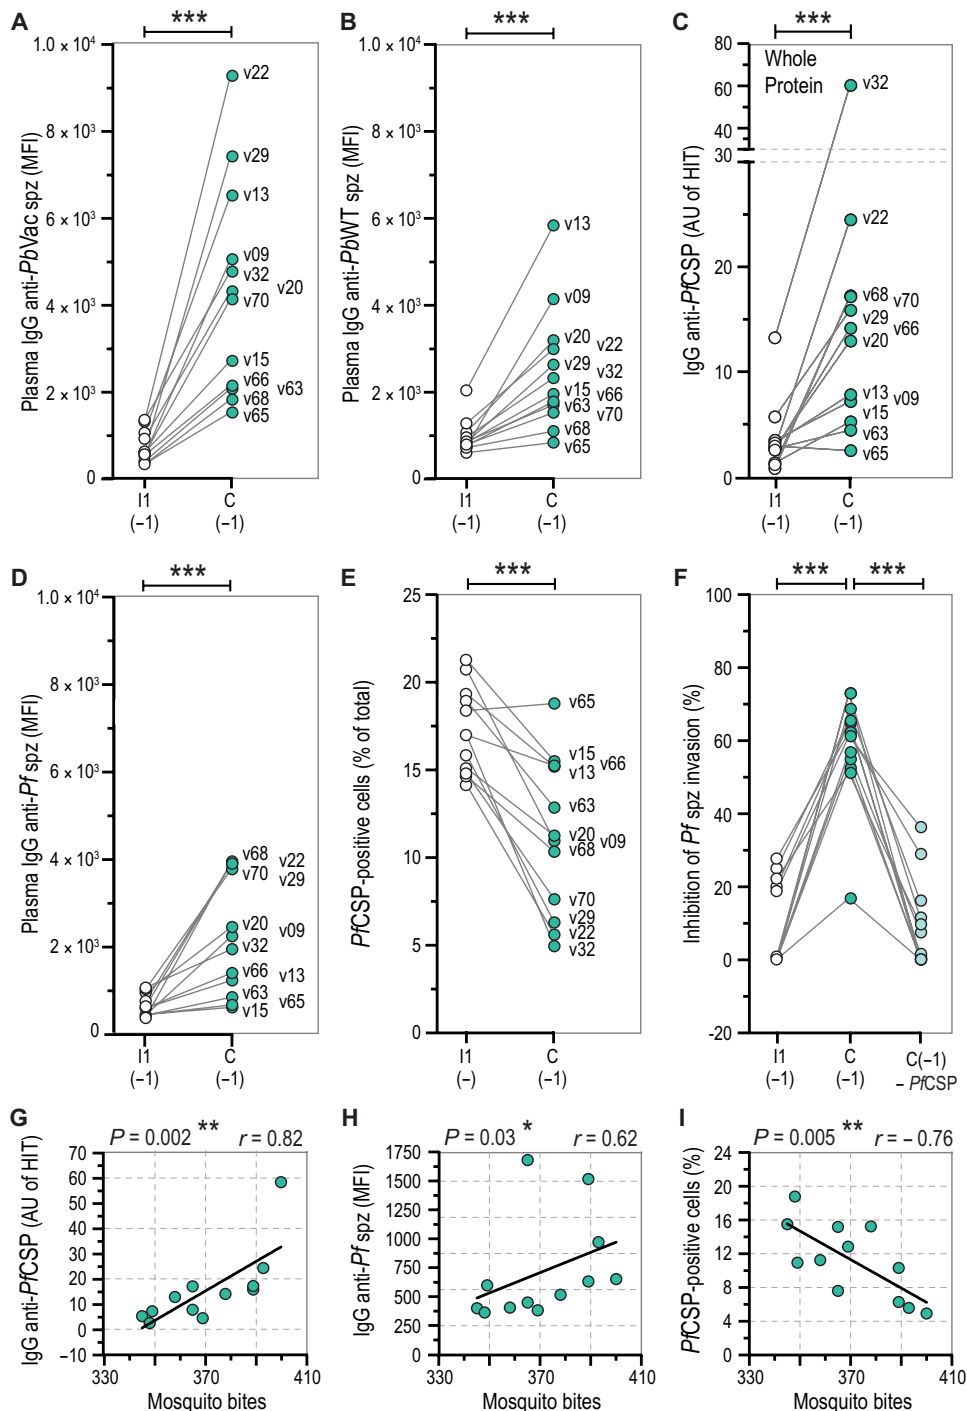 A
***
Plasma IgG anti-PbVac spz (MFI)
1.0 x 10⁴
8 x 10³
6 x 10³
4 x 10³
2 x 10³
0
v22
v29
v13
v09
v32
v20
v70
v15
v66
v63
v68
v65
I1
(−1)
C
(−1)
B
***
Plasma IgG anti-PbWT spz (MFI)
1.0 x 10⁴
8 x 10³
6 x 10³
4 x 10³
2 x 10³
0
v13
v09
v20
v22
v29
v32
v15
v66
v63
v70
v68
v65
I1
(−1)
C
(−1)
C
***
IgG anti-PfCSP (AU of HIT)
Whole
Protein
80
60
40
30
20
10
0
v32
v22
v68
v70
v29
v66
v20
v13
v09
v15
v63
v65
I1
(−1)
C
(−1)
D
***
Plasma IgG anti-Pf spz (MFI)
1.0 x 10⁴
8 x 10³
6 x 10³
4 x 10³
2 x 10³
0
v68
v22
v70
v29
v20
v09
v32
v66
v13
v63
v65
v15
I1
(−1)
C
(−1)
E
***
PfCSP-positive cells (% of total)
25
20
15
10
5
0
v65
v15
v66
v13
v63
v20
v09
v68
v70
v29
v22
v32
I1
(−)
C
(−1)
F
***
***
Inhibition of Pf spz invasion (%)
100
80
60
40
20
0
-20
I1
(−1)
C
(−1)
C(−1)
− PfCSP
G
P = 0.002
**
r = 0.82
IgG anti-PfCSP (AU of HIT)
70
60
50
40
30
20
10
0
−10
330
370
410
Mosquito bites
H
P = 0.03
*
r = 0.62
IgG anti-Pf spz (MFI)
1750
1500
1250
1000
750
500
250
0
330
370
410
Mosquito bites
I
P = 0.005
**
r = − 0.76
PfCSP-positive cells (%)
24
20
16
12
8
4
0
330
370
410
Mosquito bites